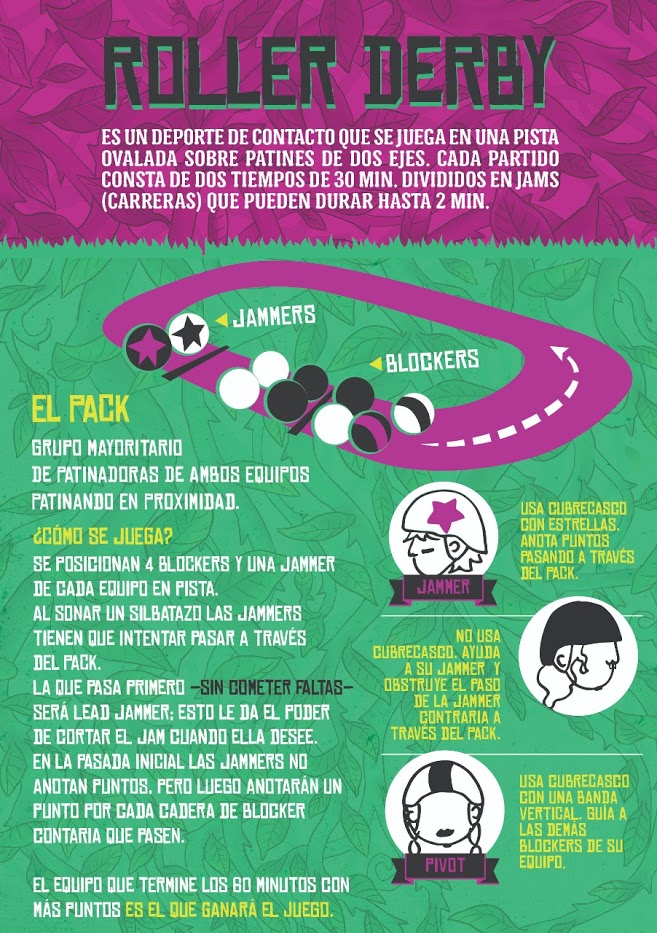 ROLLER DERBY
ES UN DEPORTE DE CONTACTO QUE SE JUEGA EN UNA PISTA
OVALADA SOBRE PATINES DE DOS EJES. CADA PARTIDO
CONSTA DE DOS TIEMPOS DE 30 MIN. DIVIDIDOS EN JAMS
(CARRERAS) QUE PUEDEN DURAR HASTA 2 MIN.
JAMMERS
BLOCKERS
EL PACK
GRUPO MAYORITARIO
DE PATINADORAS DE AMBOS EQUIPOS
PATINANDO EN PROXIMIDAD.
¿CÓMO SE JUEGA?
SE POSICIONAN 4 BLOCKERS Y UNA JAMMER
DE CADA EQUIPO EN PISTA.
AL SONAR UN SILBATAZO LAS JAMMERS
TIENEN QUE INTENTAR PASAR A TRAVÉS
DEL PACK.
LA QUE PASA PRIMERO –SIN COMETER FALTAS–
SERÁ LEAD JAMMER; ESTO LE DA EL PODER
DE CORTAR EL JAM CUANDO ELLA DESEE.
EN LA PASADA INICIAL LAS JAMMERS NO
ANOTAN PUNTOS. PERO LUEGO ANOTARÁN UN
PUNTO POR CADA CADERA DE BLOCKER
CONTARIA QUE PASEN.
EL EQUIPO QUE TERMINE LOS 60 MINUTOS CON
MÁS PUNTOS ES EL QUE GANARÁ EL JUEGO.
JAMMER
USA CUBRECASCO
CON ESTRELLAS.
ANOTA PUNTOS
PASANDO A TRAVÉS
DEL PACK.
NO USA
CUBRECASCO. AYUDA
A SU JAMMER Y
OBSTRUYE EL PASO
DE LA JAMMER
CONTRARIA A
TRAVÉS DEL PACK.
PIVOT
USA CUBRECASCO
CON UNA BANDA
VERTICAL. GUÍA A
LAS DEMÁS
BLOCKERS DE SU
EQUIPO.